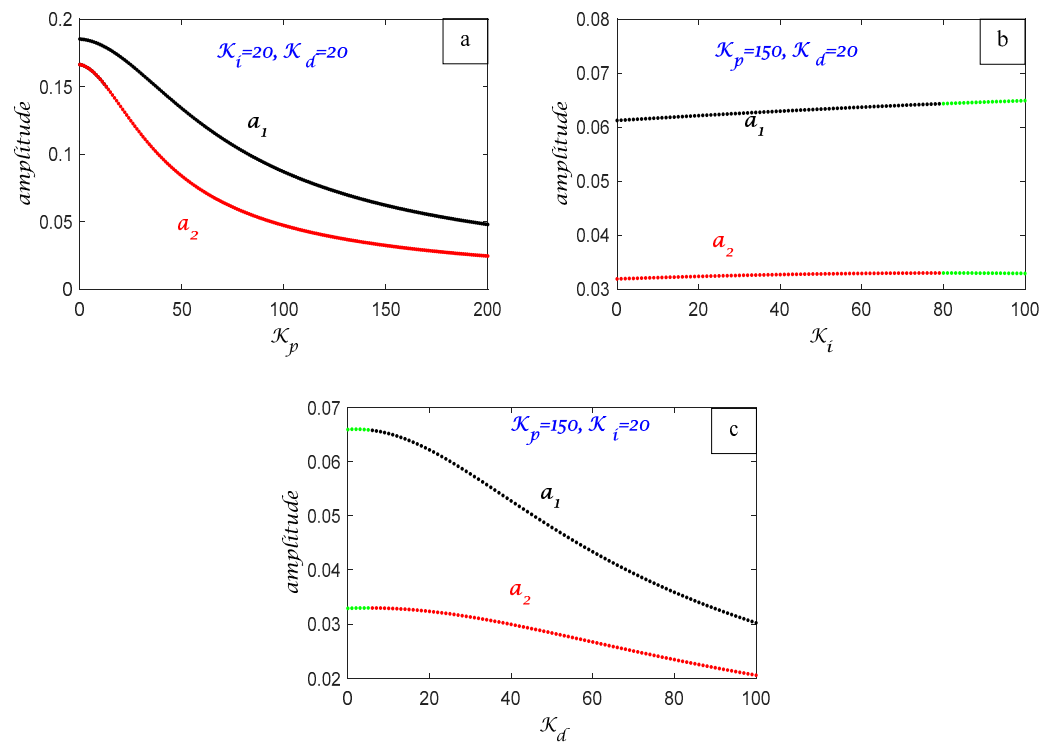 0.2
0.15
0.1
0.05
0
amplitude
𝒦i=20, 𝒦d=20
a
a1
a2
0 50 100 150 200
𝒦p
0.08
0.07
0.06
0.05
0.04
0.03
amplitude
𝒦p=150, 𝒦d=20
b
a1
a2
0 20 40 60 80 100
𝒦i
0.07
0.06
0.05
0.04
0.03
0.02
amplitude
𝒦p=150, 𝒦i=20
c
a1
a2
0 20 40 60 80 100
𝒦d